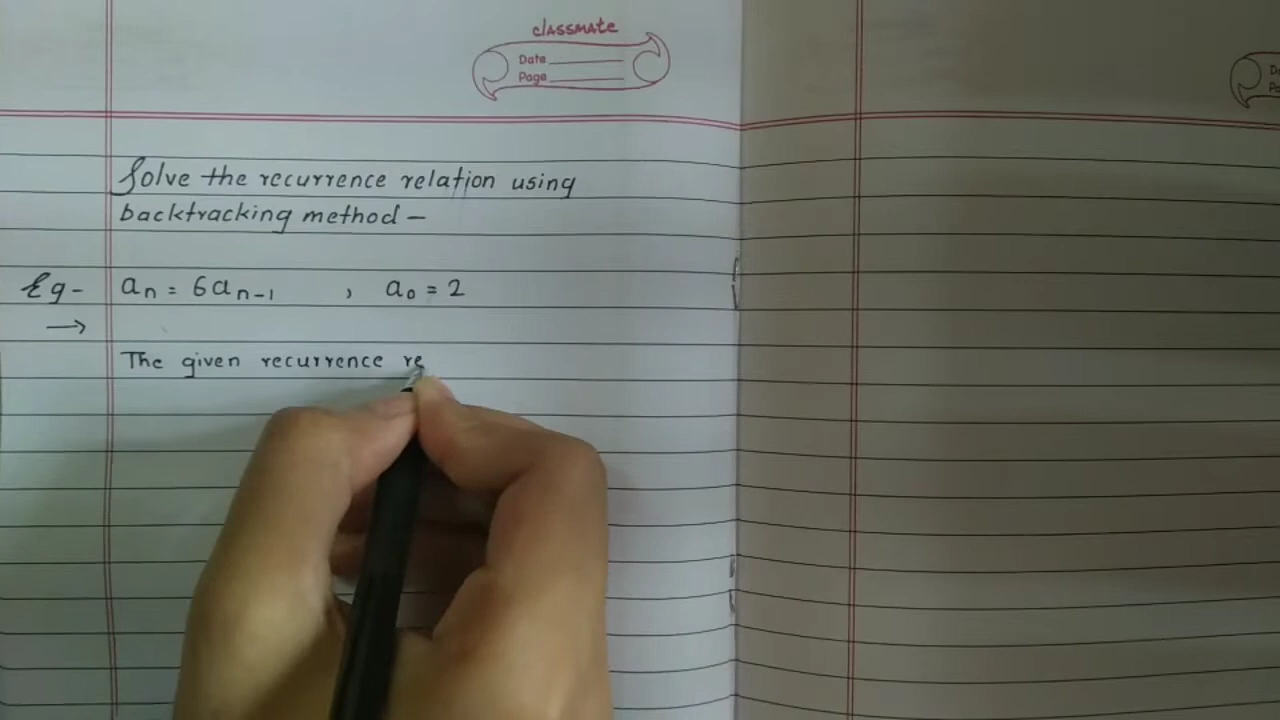 classmate
Date
Page
Solve the recurrence relation using
backtracking method –
Eg- aₙ = 6aₙ₋₁ , a₀ = 2
→
The given recurrence re